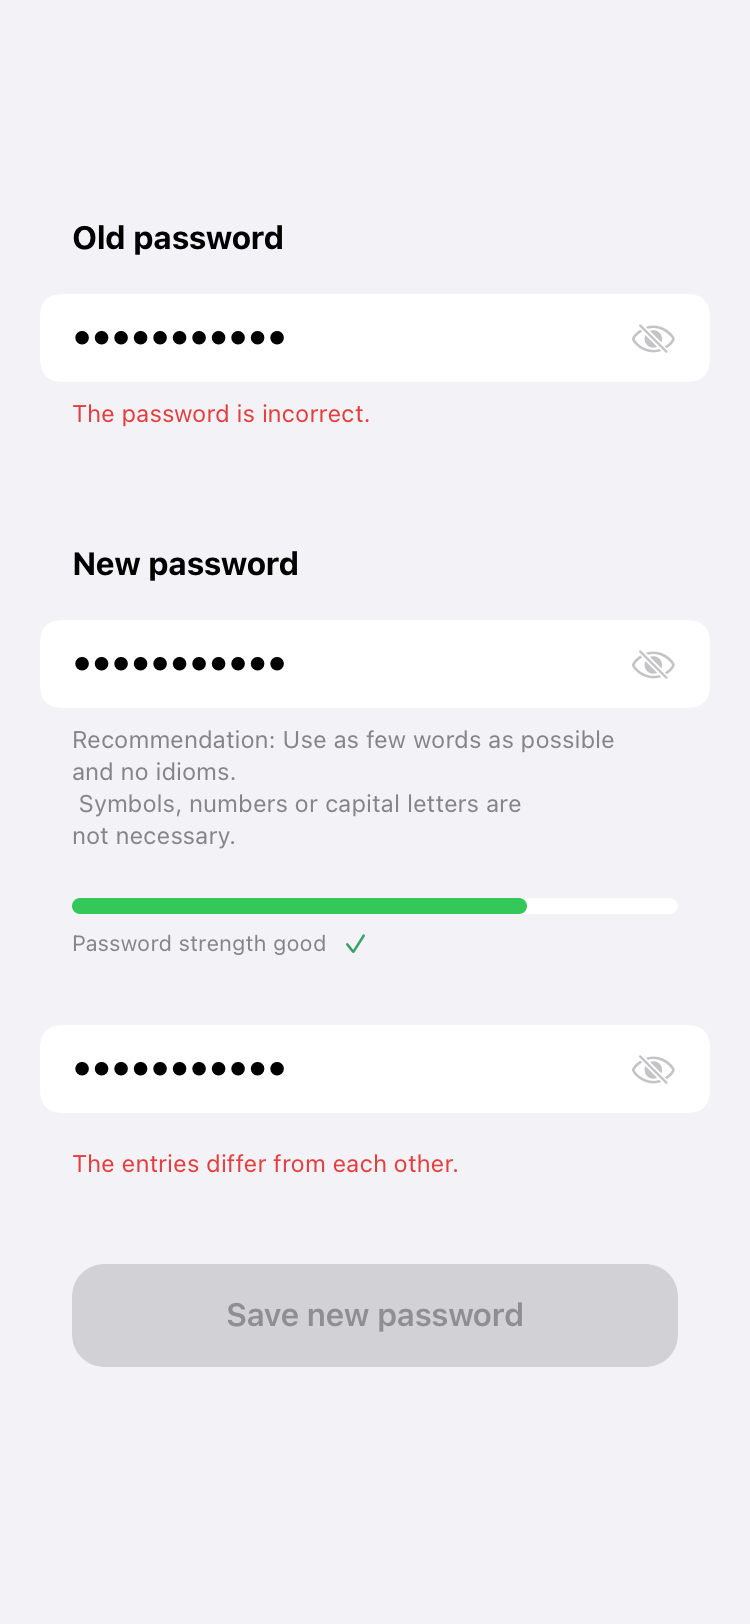 Old password
•••••••••••
The password is incorrect.
New password
•••••••••••
Recommendation: Use as few words as possible
and no idioms.
Symbols, numbers or capital letters are
not necessary.
Password strength good ✓
•••••••••••
The entries differ from each other.
Save new password